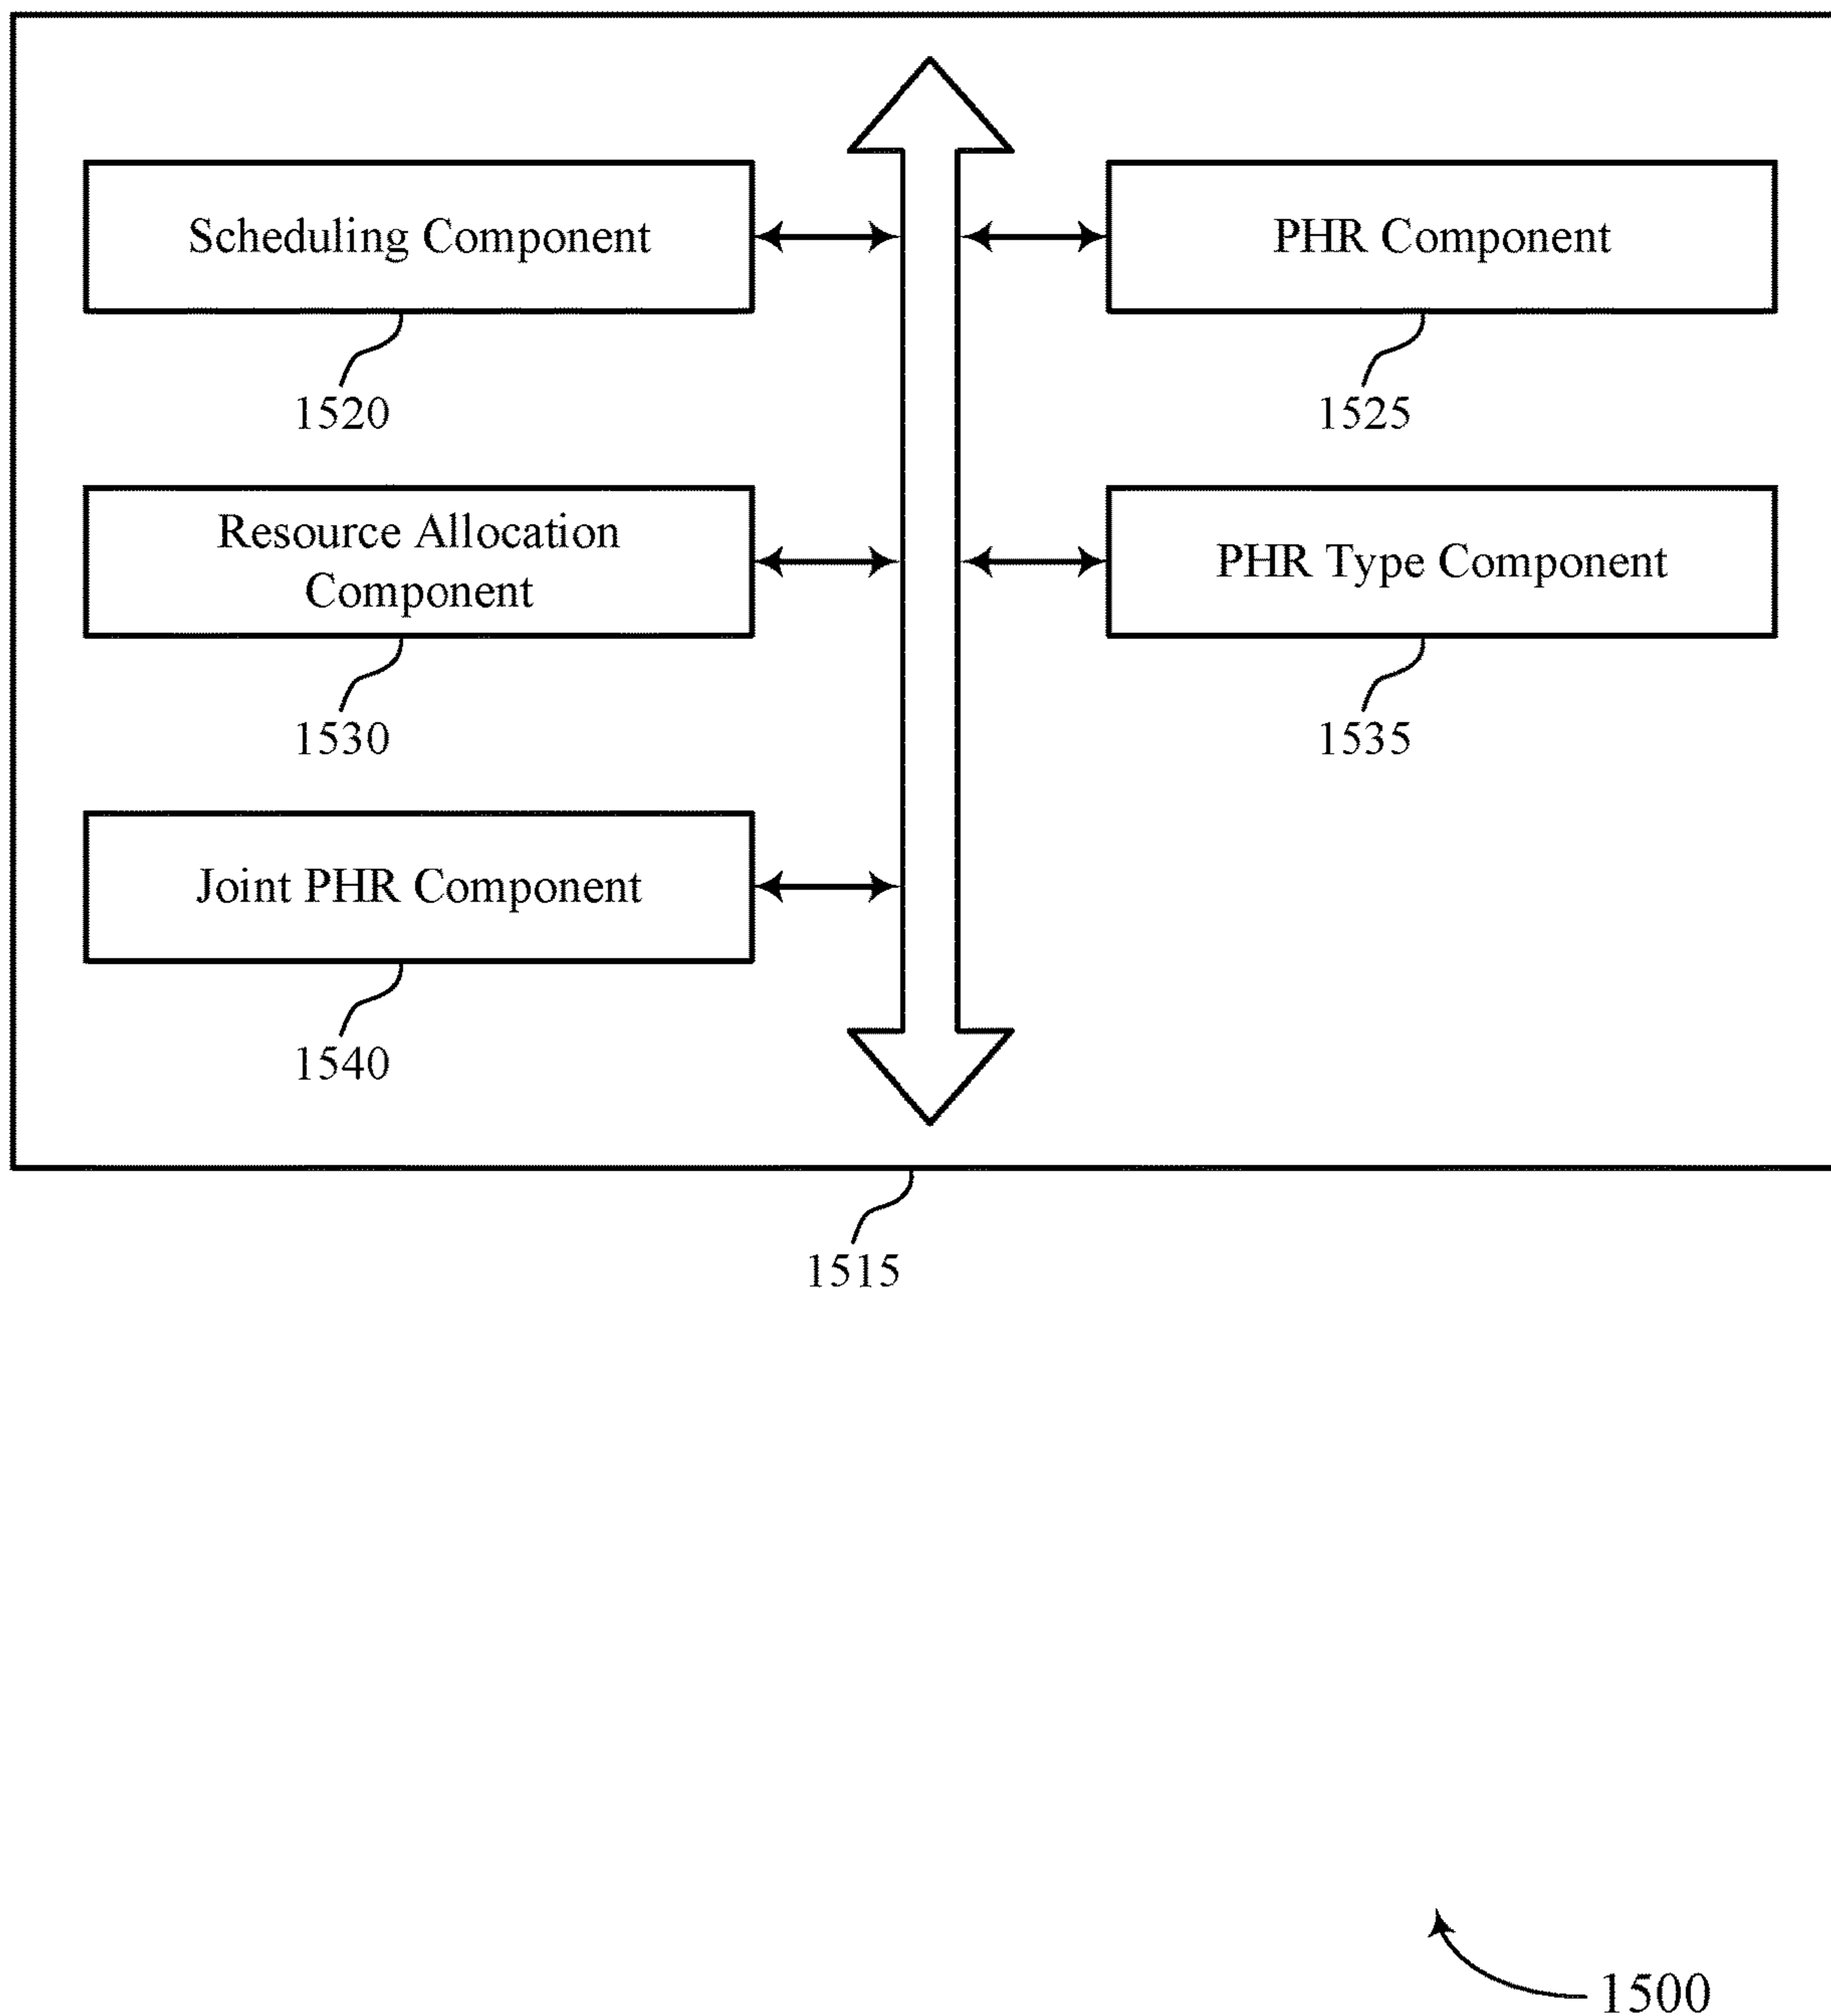 Scheduling Component
PHR Component
1520
1525
Resource Allocation
Component
PHR Type Component
1530
1535
Joint PHR Component
1540
1515
1500